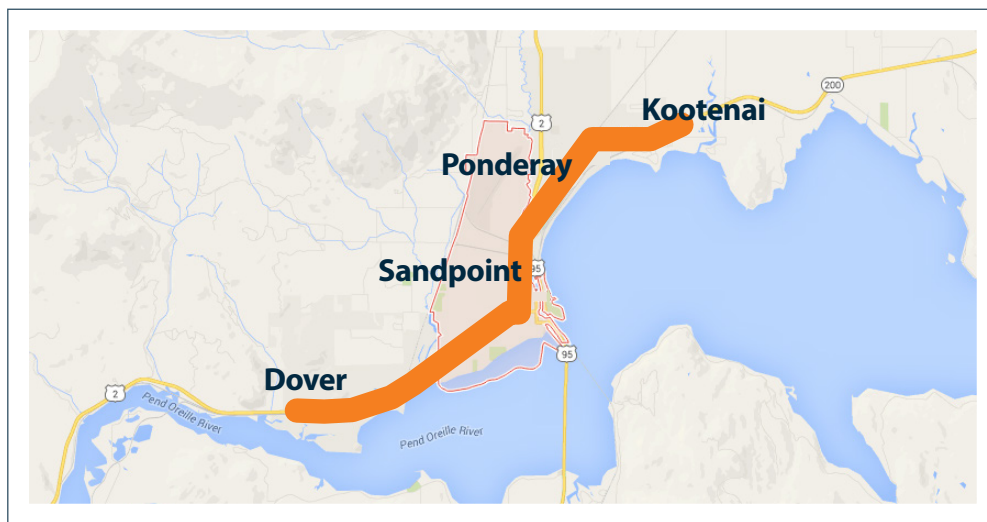 200
Kootenai
2
Ponderay
Sandpoint
95
95
Dover
2
Pend Oreille River
Pend Oreille River